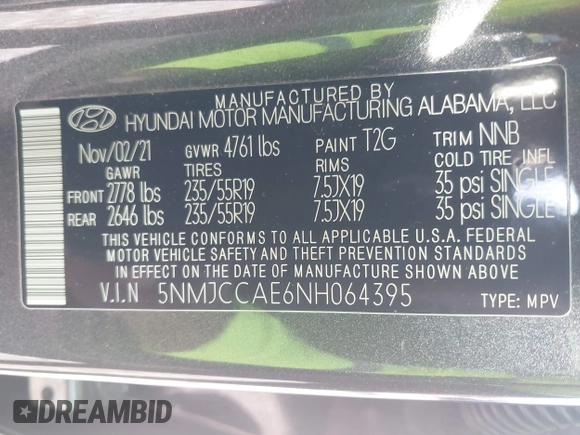 MANUFACTURED BY
HYUNDAI MOTOR MANUFACTURING ALABAMA, LLC
Nov/02/21 GVWR 4761 lbs PAINT T2G TRIM NNB
GAWR TIRES RIMS COLD TIRE INFL
FRONT 2778 lbs 235/55R19 7.5JX19 35 psi SINGLE
REAR 2646 lbs 235/55R19 7.5JX19 35 psi SINGLE
THIS VEHICLE CONFORMS TO ALL APPLICABLE U.S.A. FEDERAL
MOTOR VEHICLE SAFETY AND THEFT PREVENTION STANDARDS
IN EFFECT ON THE DATE OF MANUFACTURE SHOWN ABOVE.
V.I.N 5NMJCCAE6NH064395 TYPE: MPV
DREAMBID